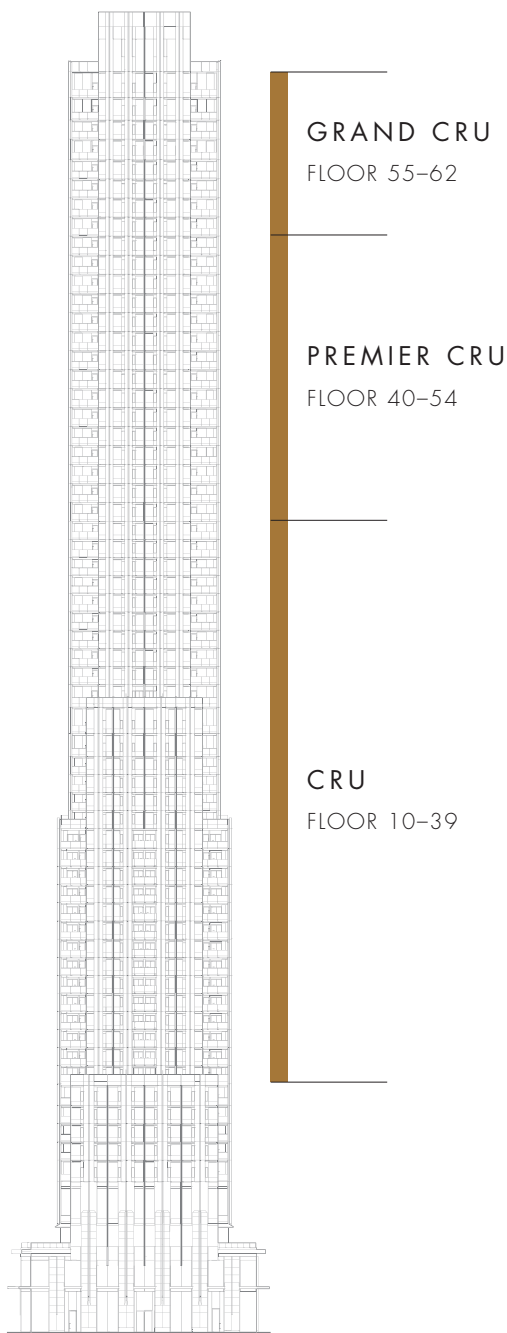 GRAND CRU
FLOOR 55–62
PREMIER CRU
FLOOR 40–54
CRU
FLOOR 10–39